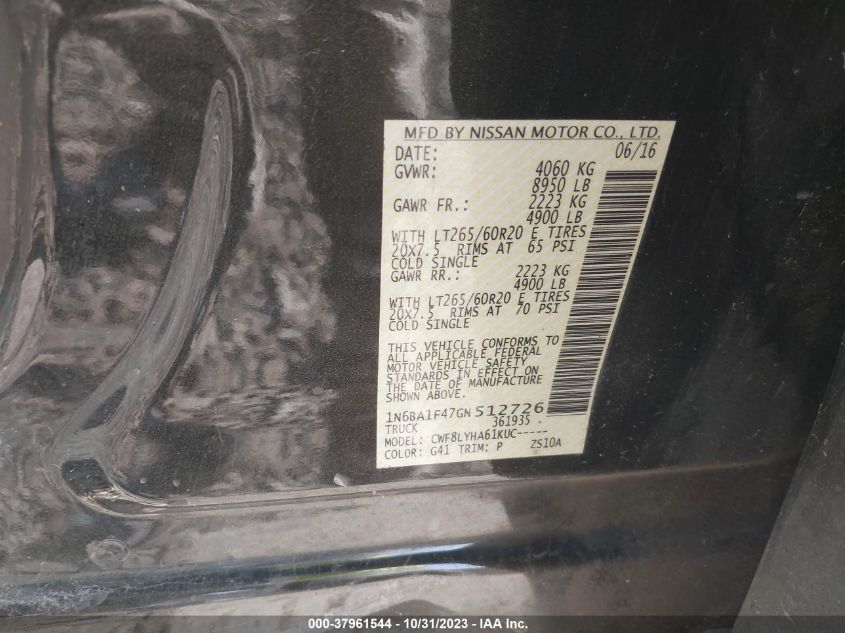 MFD BY NISSAN MOTOR CO., LTD.
DATE: 06/16
GVWR: 4060 KG
8950 LB
GAWR FR.: 2223 KG
4900 LB
WITH LT265/60R20 E TIRES
20X7.5 RIMS AT 65 PSI
COLD SINGLE
GAWR RR.: 2223 KG
4900 LB
WITH LT265/60R20 E TIRES
20X7.5 RIMS AT 70 PSI
COLD SINGLE
THIS VEHICLE CONFORMS TO
ALL APPLICABLE FEDERAL
MOTOR VEHICLE SAFETY
STANDARDS IN EFFECT ON
THE DATE OF MANUFACTURE
SHOWN ABOVE.
1N6BA1F47GN512726
TRUCK 361935
MODEL: CWF8LYHA61KUC-----
COLOR: G41 TRIM: P ZS10A
000-37961544 - 10/31/2023 - IAA Inc.